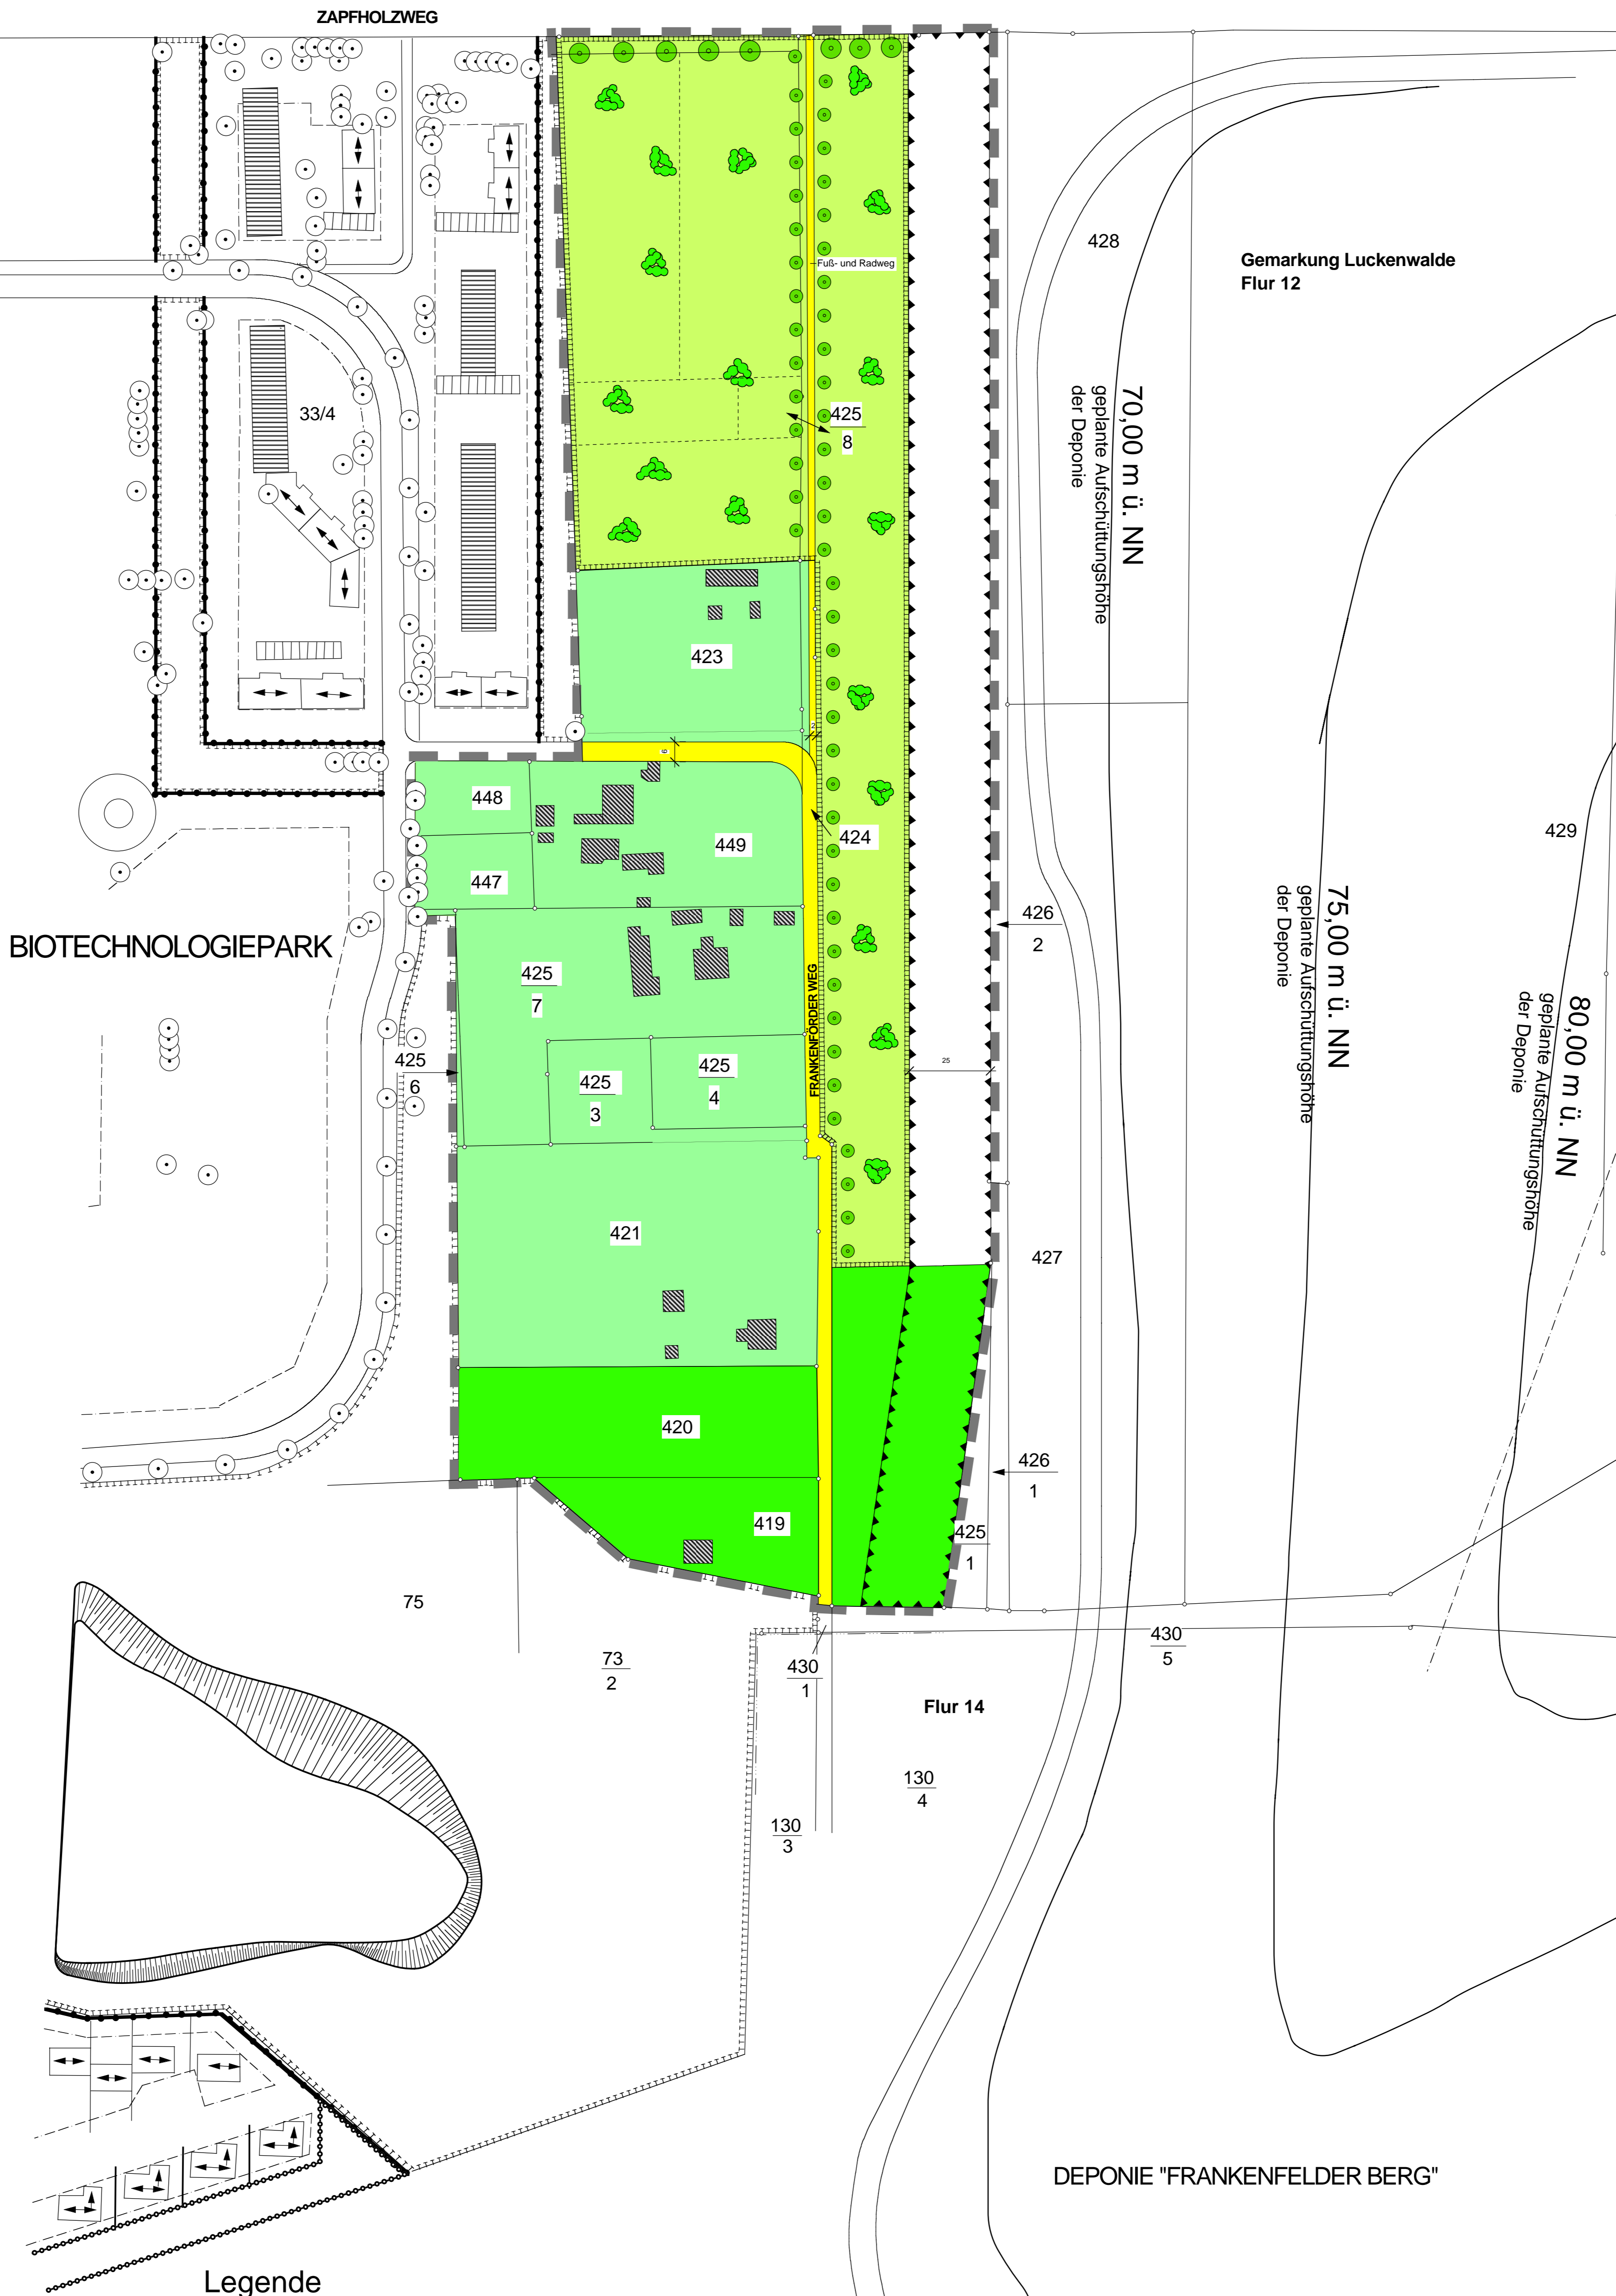 ZAPFHOLZWEG
428
Gemarkung Luckenwalde
Flur 12
Fuß- und Radweg
33/4
425
8
70,00 m ü. NN
geplante Aufschüttungshöhe
der Deponie
423
2
6
448
449
424
429
447
426
2
BIOTECHNOLOGIEPARK
425
7
FRANKENFÖRDER WEG
75,00 m ü. NN
geplante Aufschüttungshöhe
der Deponie
80,00 m ü. NN
geplante Aufschüttungshöhe
der Deponie
425
6
425
3
425
4
25
421
427
420
426
1
419
425
1
75
73
2
430
1
430
5
Flur 14
130
4
130
3
DEPONIE "FRANKENFELDER BERG"
Legende